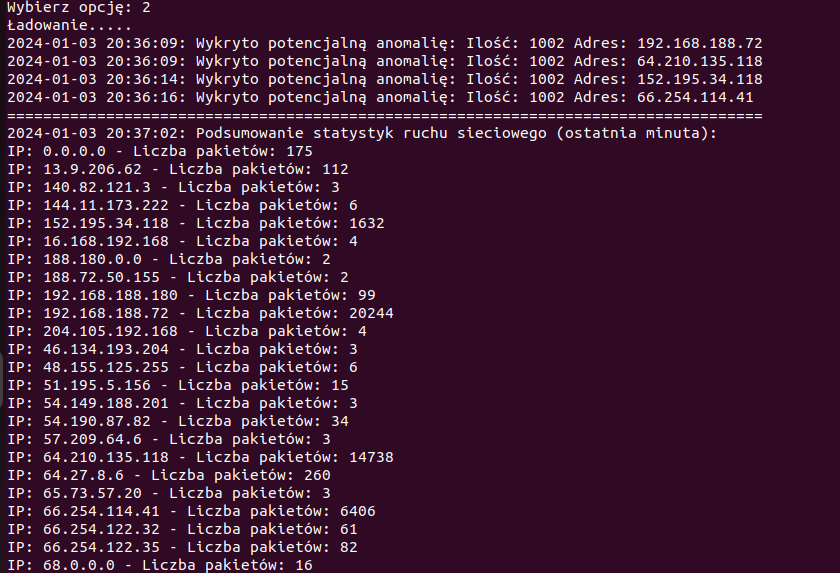 Wybierz opcję: 2
Ładowanie.....
2024-01-03 20:36:09: Wykryto potencjalną anomalię: Ilość: 1002 Adres: 192.168.188.72
2024-01-03 20:36:09: Wykryto potencjalną anomalię: Ilość: 1002 Adres: 64.210.135.118
2024-01-03 20:36:14: Wykryto potencjalną anomalię: Ilość: 1002 Adres: 152.195.34.118
2024-01-03 20:36:16: Wykryto potencjalną anomalię: Ilość: 1002 Adres: 66.254.114.41
====================================================================================
2024-01-03 20:37:02: Podsumowanie statystyk ruchu sieciowego (ostatnia minuta):
IP: 0.0.0.0 - Liczba pakietów: 175
IP: 13.9.206.62 - Liczba pakietów: 112
IP: 140.82.121.3 - Liczba pakietów: 3
IP: 144.11.173.222 - Liczba pakietów: 6
IP: 152.195.34.118 - Liczba pakietów: 1632
IP: 16.168.192.168 - Liczba pakietów: 4
IP: 188.180.0.0 - Liczba pakietów: 2
IP: 188.72.50.155 - Liczba pakietów: 2
IP: 192.168.188.180 - Liczba pakietów: 99
IP: 192.168.188.72 - Liczba pakietów: 20244
IP: 204.105.192.168 - Liczba pakietów: 4
IP: 46.134.193.204 - Liczba pakietów: 3
IP: 48.155.125.255 - Liczba pakietów: 6
IP: 51.195.5.156 - Liczba pakietów: 15
IP: 54.149.188.201 - Liczba pakietów: 3
IP: 54.190.87.82 - Liczba pakietów: 34
IP: 57.209.64.6 - Liczba pakietów: 3
IP: 64.210.135.118 - Liczba pakietów: 14738
IP: 64.27.8.6 - Liczba pakietów: 260
IP: 65.73.57.20 - Liczba pakietów: 3
IP: 66.254.114.41 - Liczba pakietów: 6406
IP: 66.254.122.32 - Liczba pakietów: 61
IP: 66.254.122.35 - Liczba pakietów: 82
IP: 68.0.0.0 - Liczba pakietów: 16